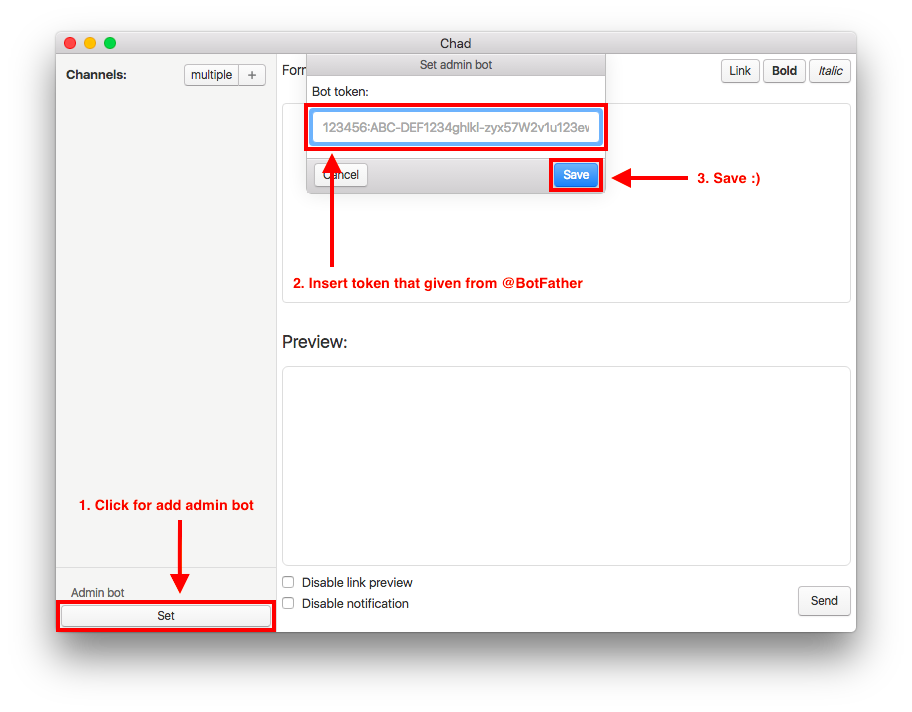 Chad
Channels:
multiple
+
Set admin bot
Bot token:
123456:ABC-DEF1234ghIkl-zyx57W2v1u123ew
Cancel
Save
Link
Bold
Italic
3. Save :)
2. Insert token that given from @BotFather
Preview:
1. Click for add admin bot
Admin bot
Set
Disable link preview
Disable notification
Send